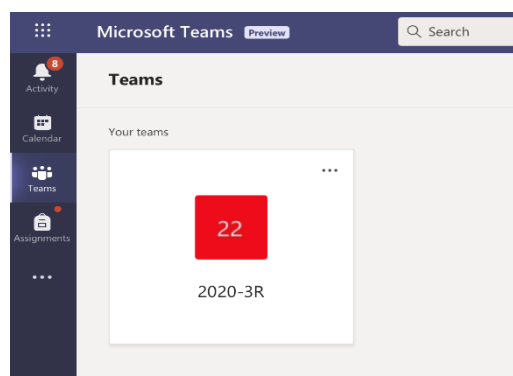 Microsoft Teams Preview
Search
8
Activity
Calendar
Teams
Assignments
Teams
Your teams
22
2020-3R